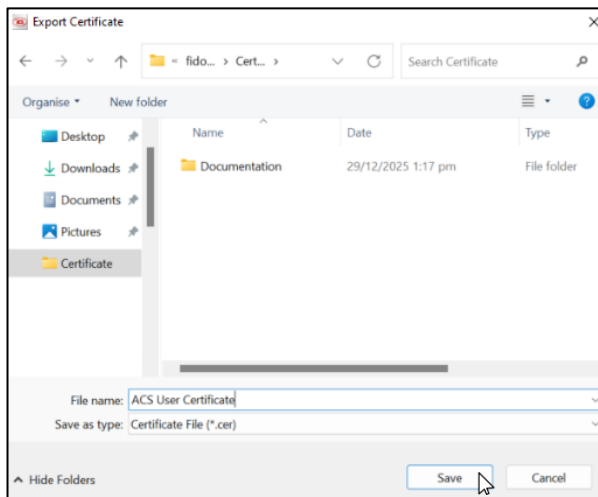 Export Certificate
« fido... › Cert... ›
Search Certificate
Organise
New folder
Desktop
Downloads
Documents
Pictures
Certificate
Name Date Type
Documentation 29/12/2025 1:17 pm File folder
File name: ACS User Certificate
Save as type: Certificate File (*.cer)
Hide Folders
Save
Cancel